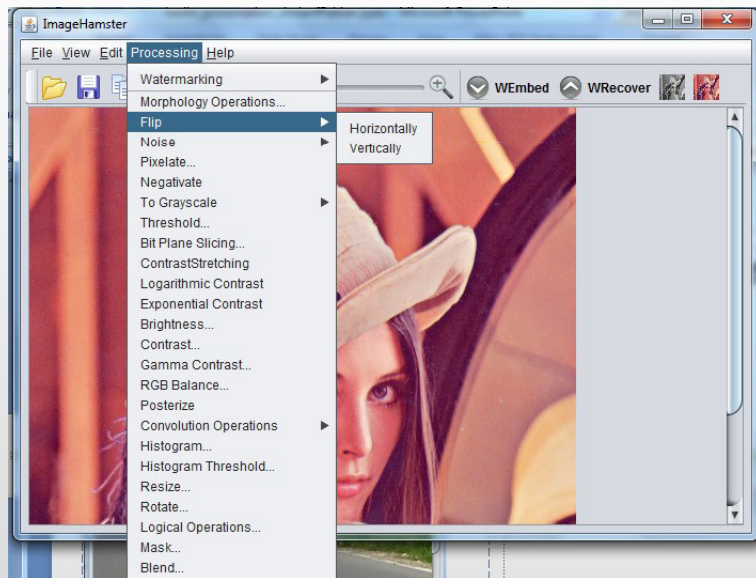 ImageHamster
File View Edit Processing Help
WEmbed WRecover
Watermarking
Morphology Operations...
Flip
Horizontally
Vertically
Noise
Pixelate...
Negativate
To Grayscale
Threshold...
Bit Plane Slicing...
ContrastStretching
Logarithmic Contrast
Exponential Contrast
Brightness...
Contrast...
Gamma Contrast...
RGB Balance...
Posterize
Convolution Operations
Histogram...
Histogram Threshold...
Resize...
Rotate...
Logical Operations...
Mask...
Blend...